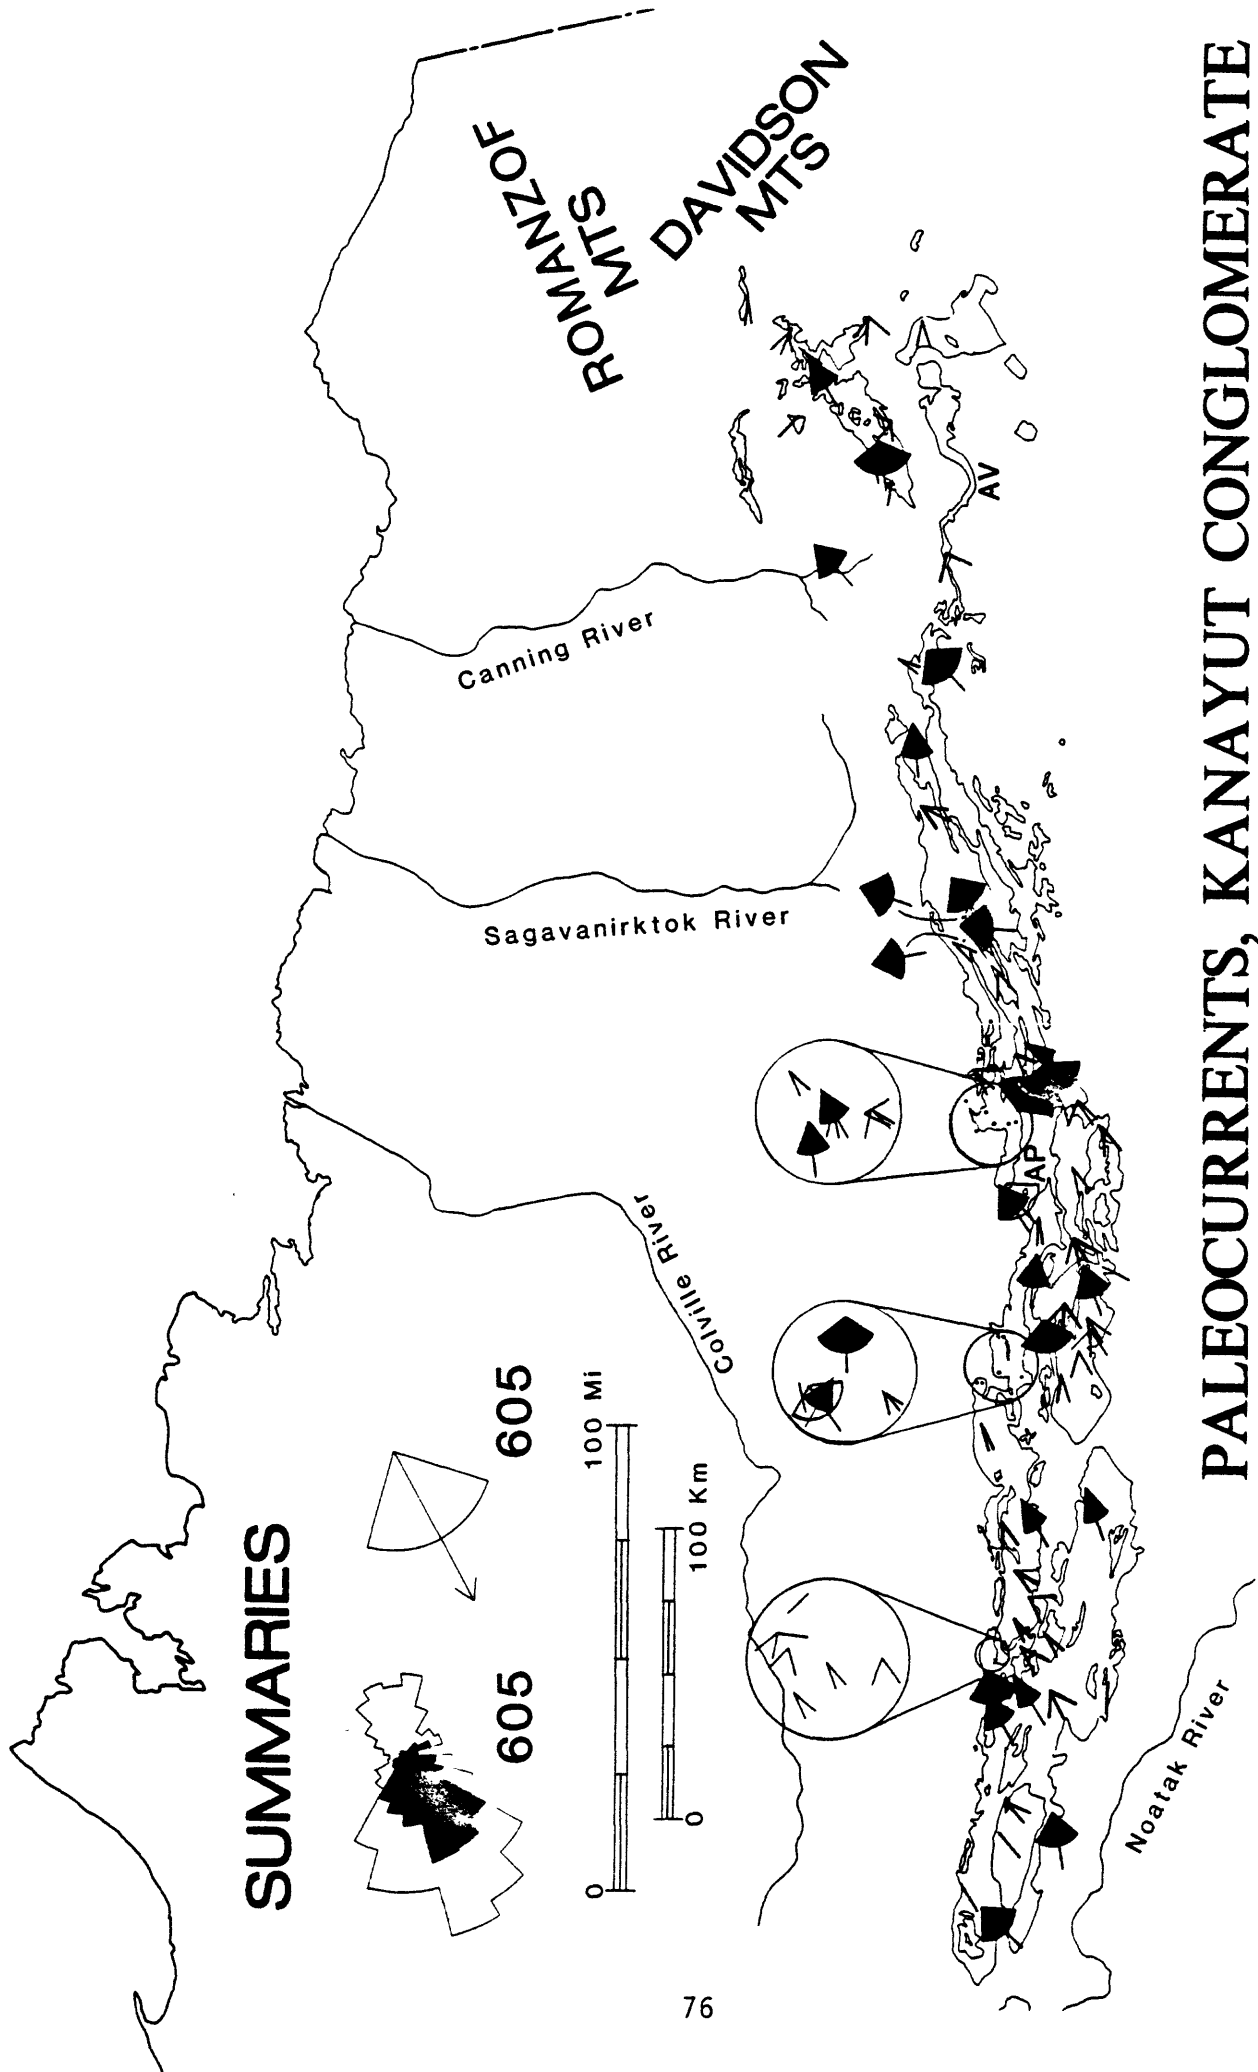 SUMMARIES
605
605
0
100 Mi
0
100 Km
ROMANZOF
MTS
DAVIDSON
MTS
Canning River
Sagavanirktok River
Colville River
Noatak River
AP
AV
PALEOCURRENTS, KANAYUT CONGLOMERATE
76